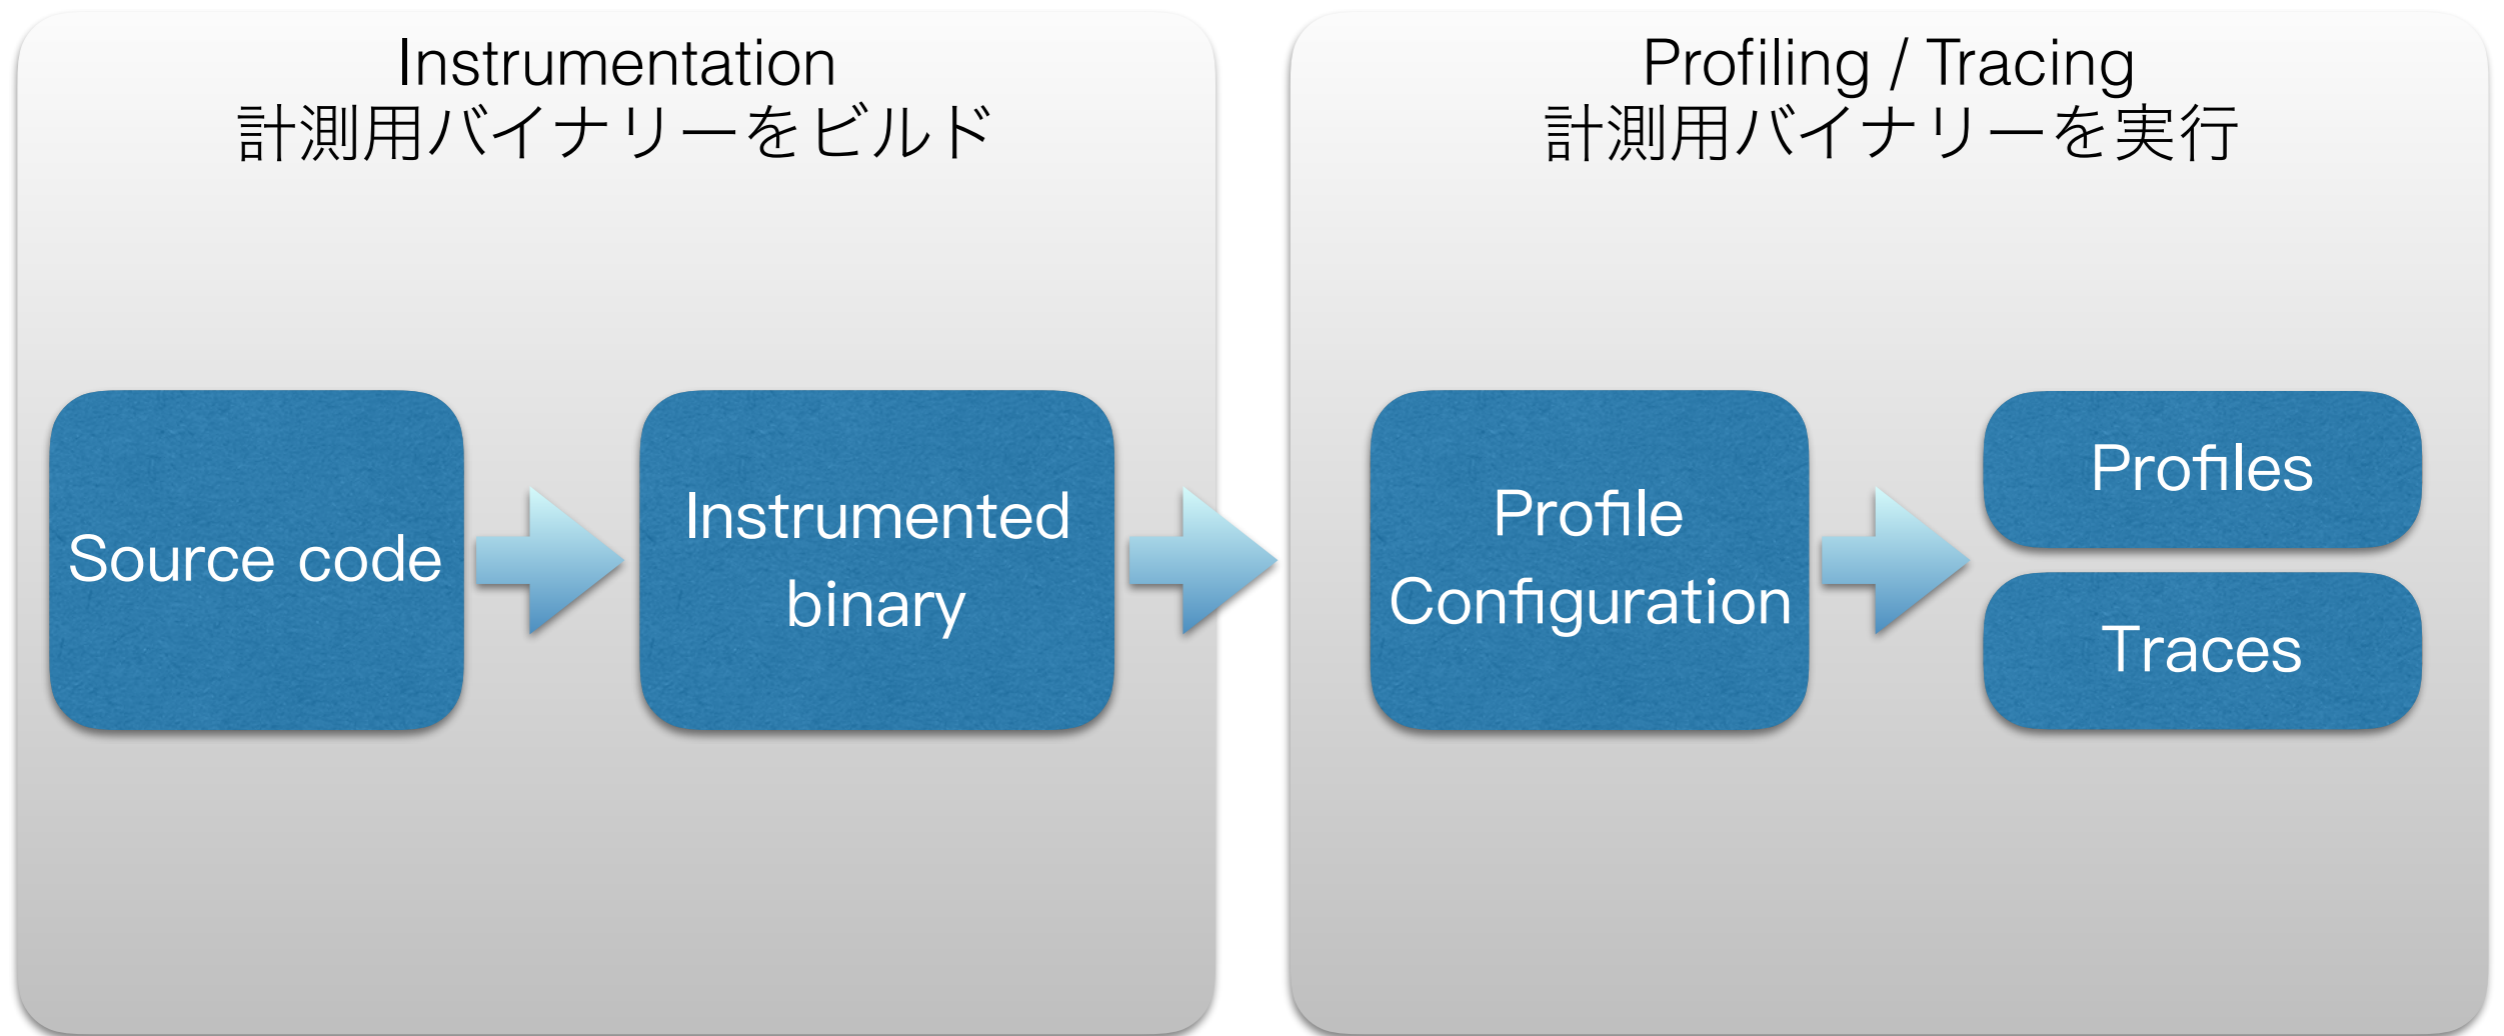 Instrumentation
計測用バイナリーをビルド
Source code
Instrumented
binary
Profiling / Tracing
計測用バイナリーを実行
Profile
Configuration
Profiles
Traces